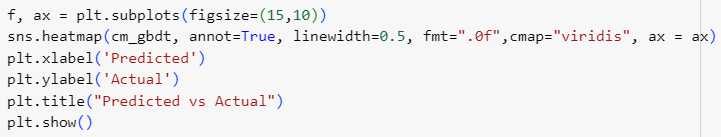 f, ax = plt.subplots(figsize=(15,10))
sns.heatmap(cm_gbdt, annot=True, linewidth=0.5, fmt=".0f",cmap="viridis", ax = ax)
plt.xlabel('Predicted')
plt.ylabel('Actual')
plt.title("Predicted vs Actual")
plt.show()